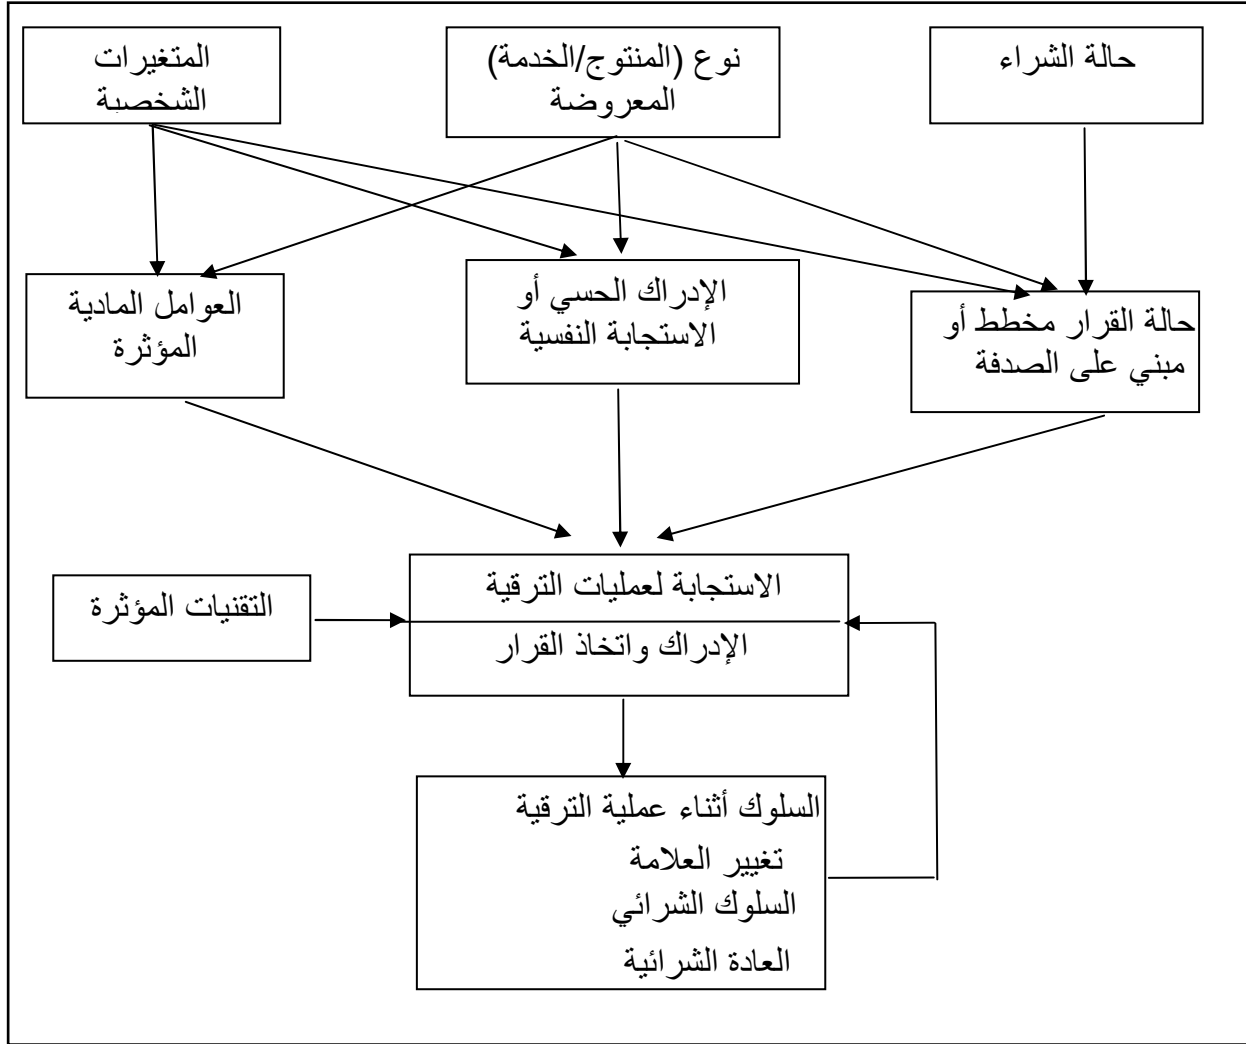 حالة الشراء
نوع (المنتوج/الخدمة)
المعروضة
المتغيرات
الشخصية
حالة القرار مخطط أو
مبني على الصدفة
الإدراك الحسي أو
الاستجابة النفسية
العوامل المادية
المؤثرة
الاستجابة لعمليات الترقية
الإدراك واتخاذ القرار
التقنيات المؤثرة
السلوك أثناء عملية الترقية
تغيير العلامة
السلوك الشرائي
العادة الشرائية